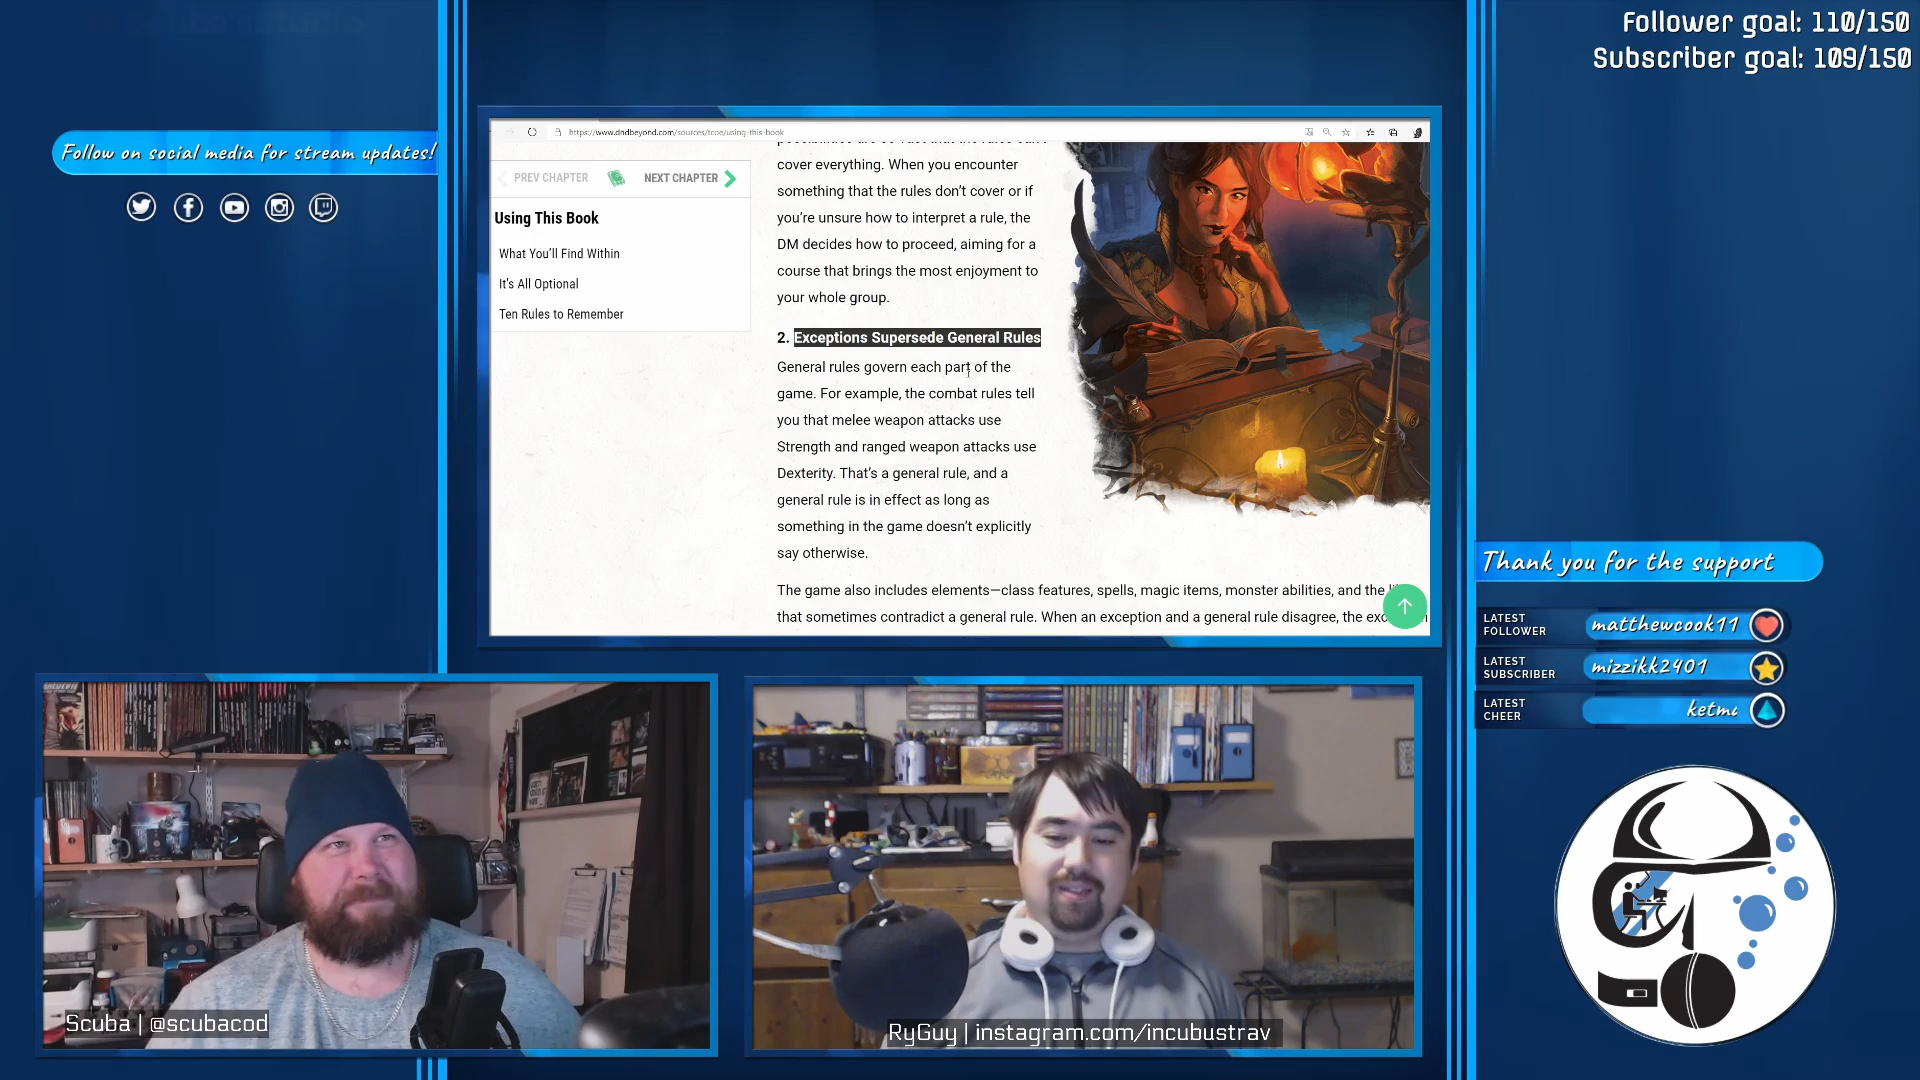 Follower goal: 110/150
Subscriber goal: 109/150
Follow on social media for stream updates!
https://www.dndbeyond.com/sources/tcoe/using-this-book
PREV CHAPTER
NEXT CHAPTER
Using This Book
What You'll Find Within
It's All Optional
Ten Rules to Remember
cover everything. When you encounter
something that the rules don't cover or if
you're unsure how to interpret a rule, the
DM decides how to proceed, aiming for a
course that brings the most enjoyment to
your whole group.
2. Exceptions Supersede General Rules
General rules govern each part of the
game. For example, the combat rules tell
you that melee weapon attacks use
Strength and ranged weapon attacks use
Dexterity. That's a general rule, and a
general rule is in effect as long as
something in the game doesn't explicitly
say otherwise.
The game also includes elements—class features, spells, magic items, monster abilities, and the
that sometimes contradict a general rule. When an exception and a general rule disagree, the
Thank you for the support
LATEST FOLLOWER
matthewcook11
LATEST SUBSCRIBER
mizzikk2401
LATEST CHEER
Scuba | @scubacod
RyGuy | instagram.com/incubustrav